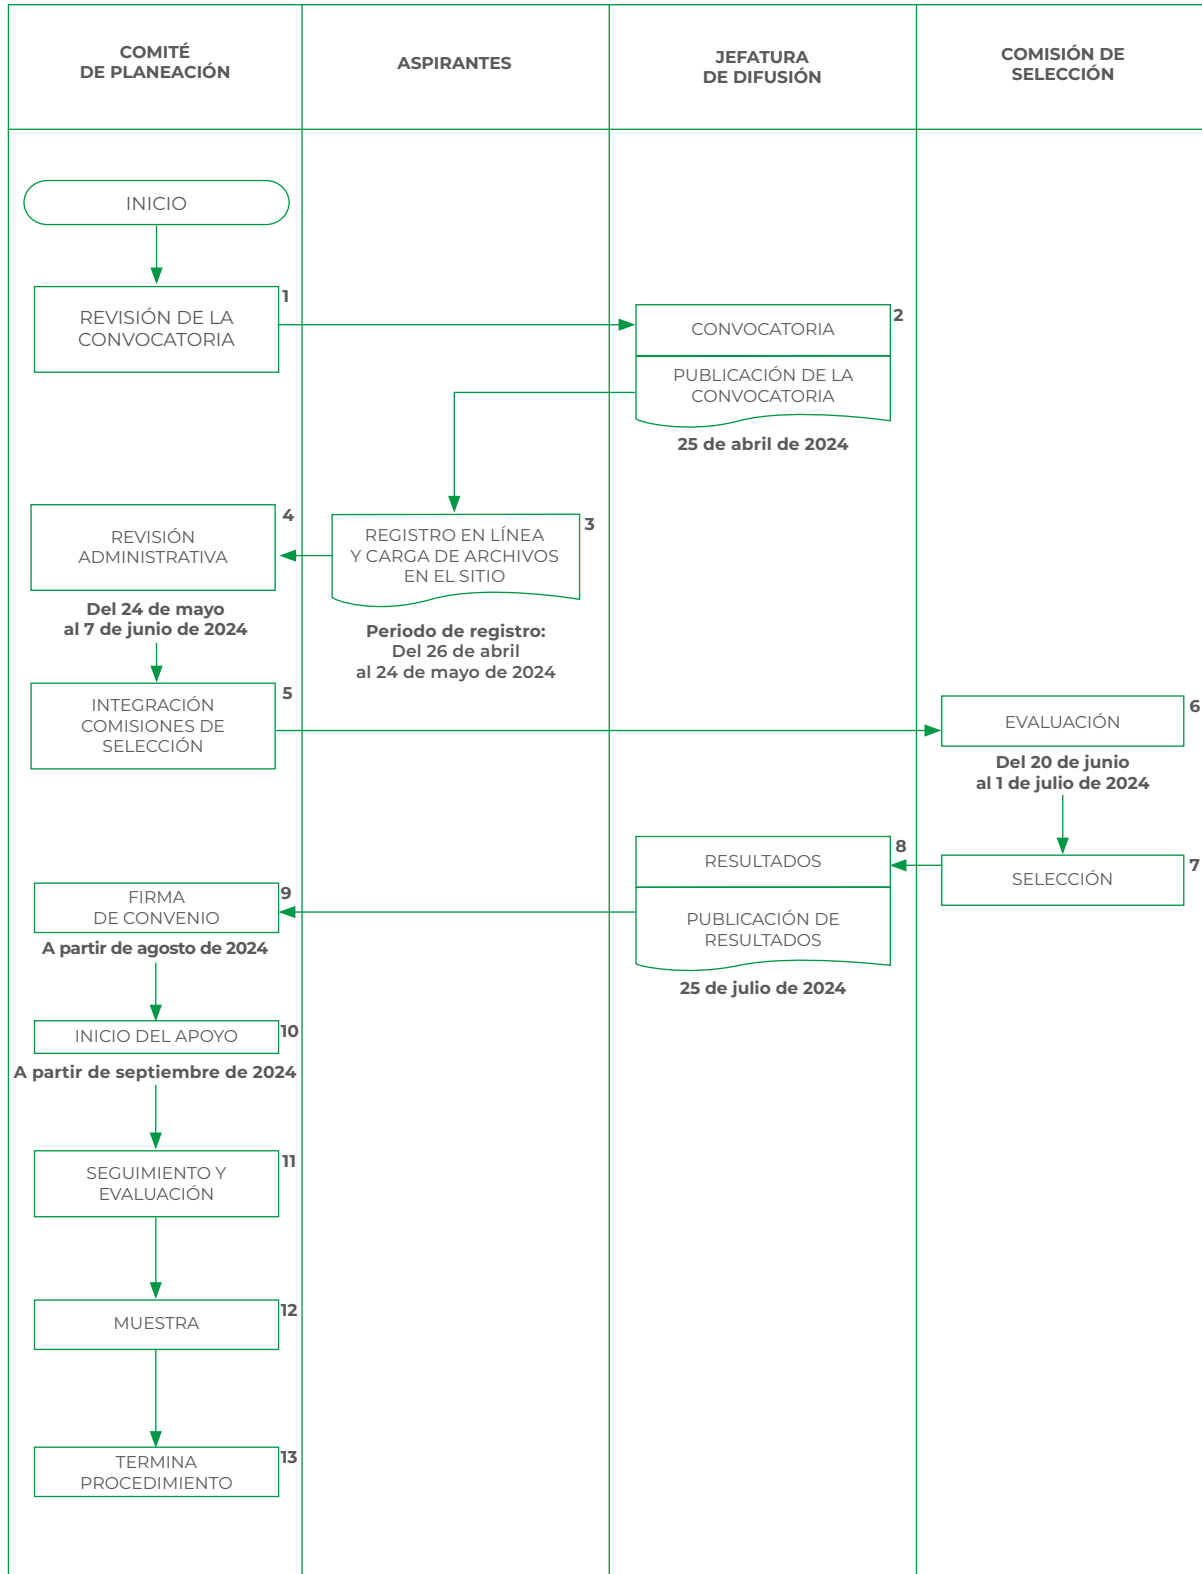 COMITÉ
DE PLANEACIÓN
ASPIRANTES
JEFATURA
DE DIFUSIÓN
COMISIÓN DE
SELECCIÓN
INICIO
1
REVISIÓN DE LA
CONVOCATORIA
2
CONVOCATORIA
PUBLICACIÓN DE LA
CONVOCATORIA
25 de abril de 2024
3
REGISTRO EN LÍNEA
Y CARGA DE ARCHIVOS
EN EL SITIO
Periodo de registro:
Del 26 de abril
al 24 de mayo de 2024
4
REVISIÓN
ADMINISTRATIVA
Del 24 de mayo
al 7 de junio de 2024
5
INTEGRACIÓN
COMISIONES DE
SELECCIÓN
6
EVALUACIÓN
Del 20 de junio
al 1 de julio de 2024
7
SELECCIÓN
8
RESULTADOS
PUBLICACIÓN DE
RESULTADOS
25 de julio de 2024
9
FIRMA
DE CONVENIO
A partir de agosto de 2024
10
INICIO DEL APOYO
A partir de septiembre de 2024
11
SEGUIMIENTO Y
EVALUACIÓN
12
MUESTRA
13
TERMINA
PROCEDIMIENTO